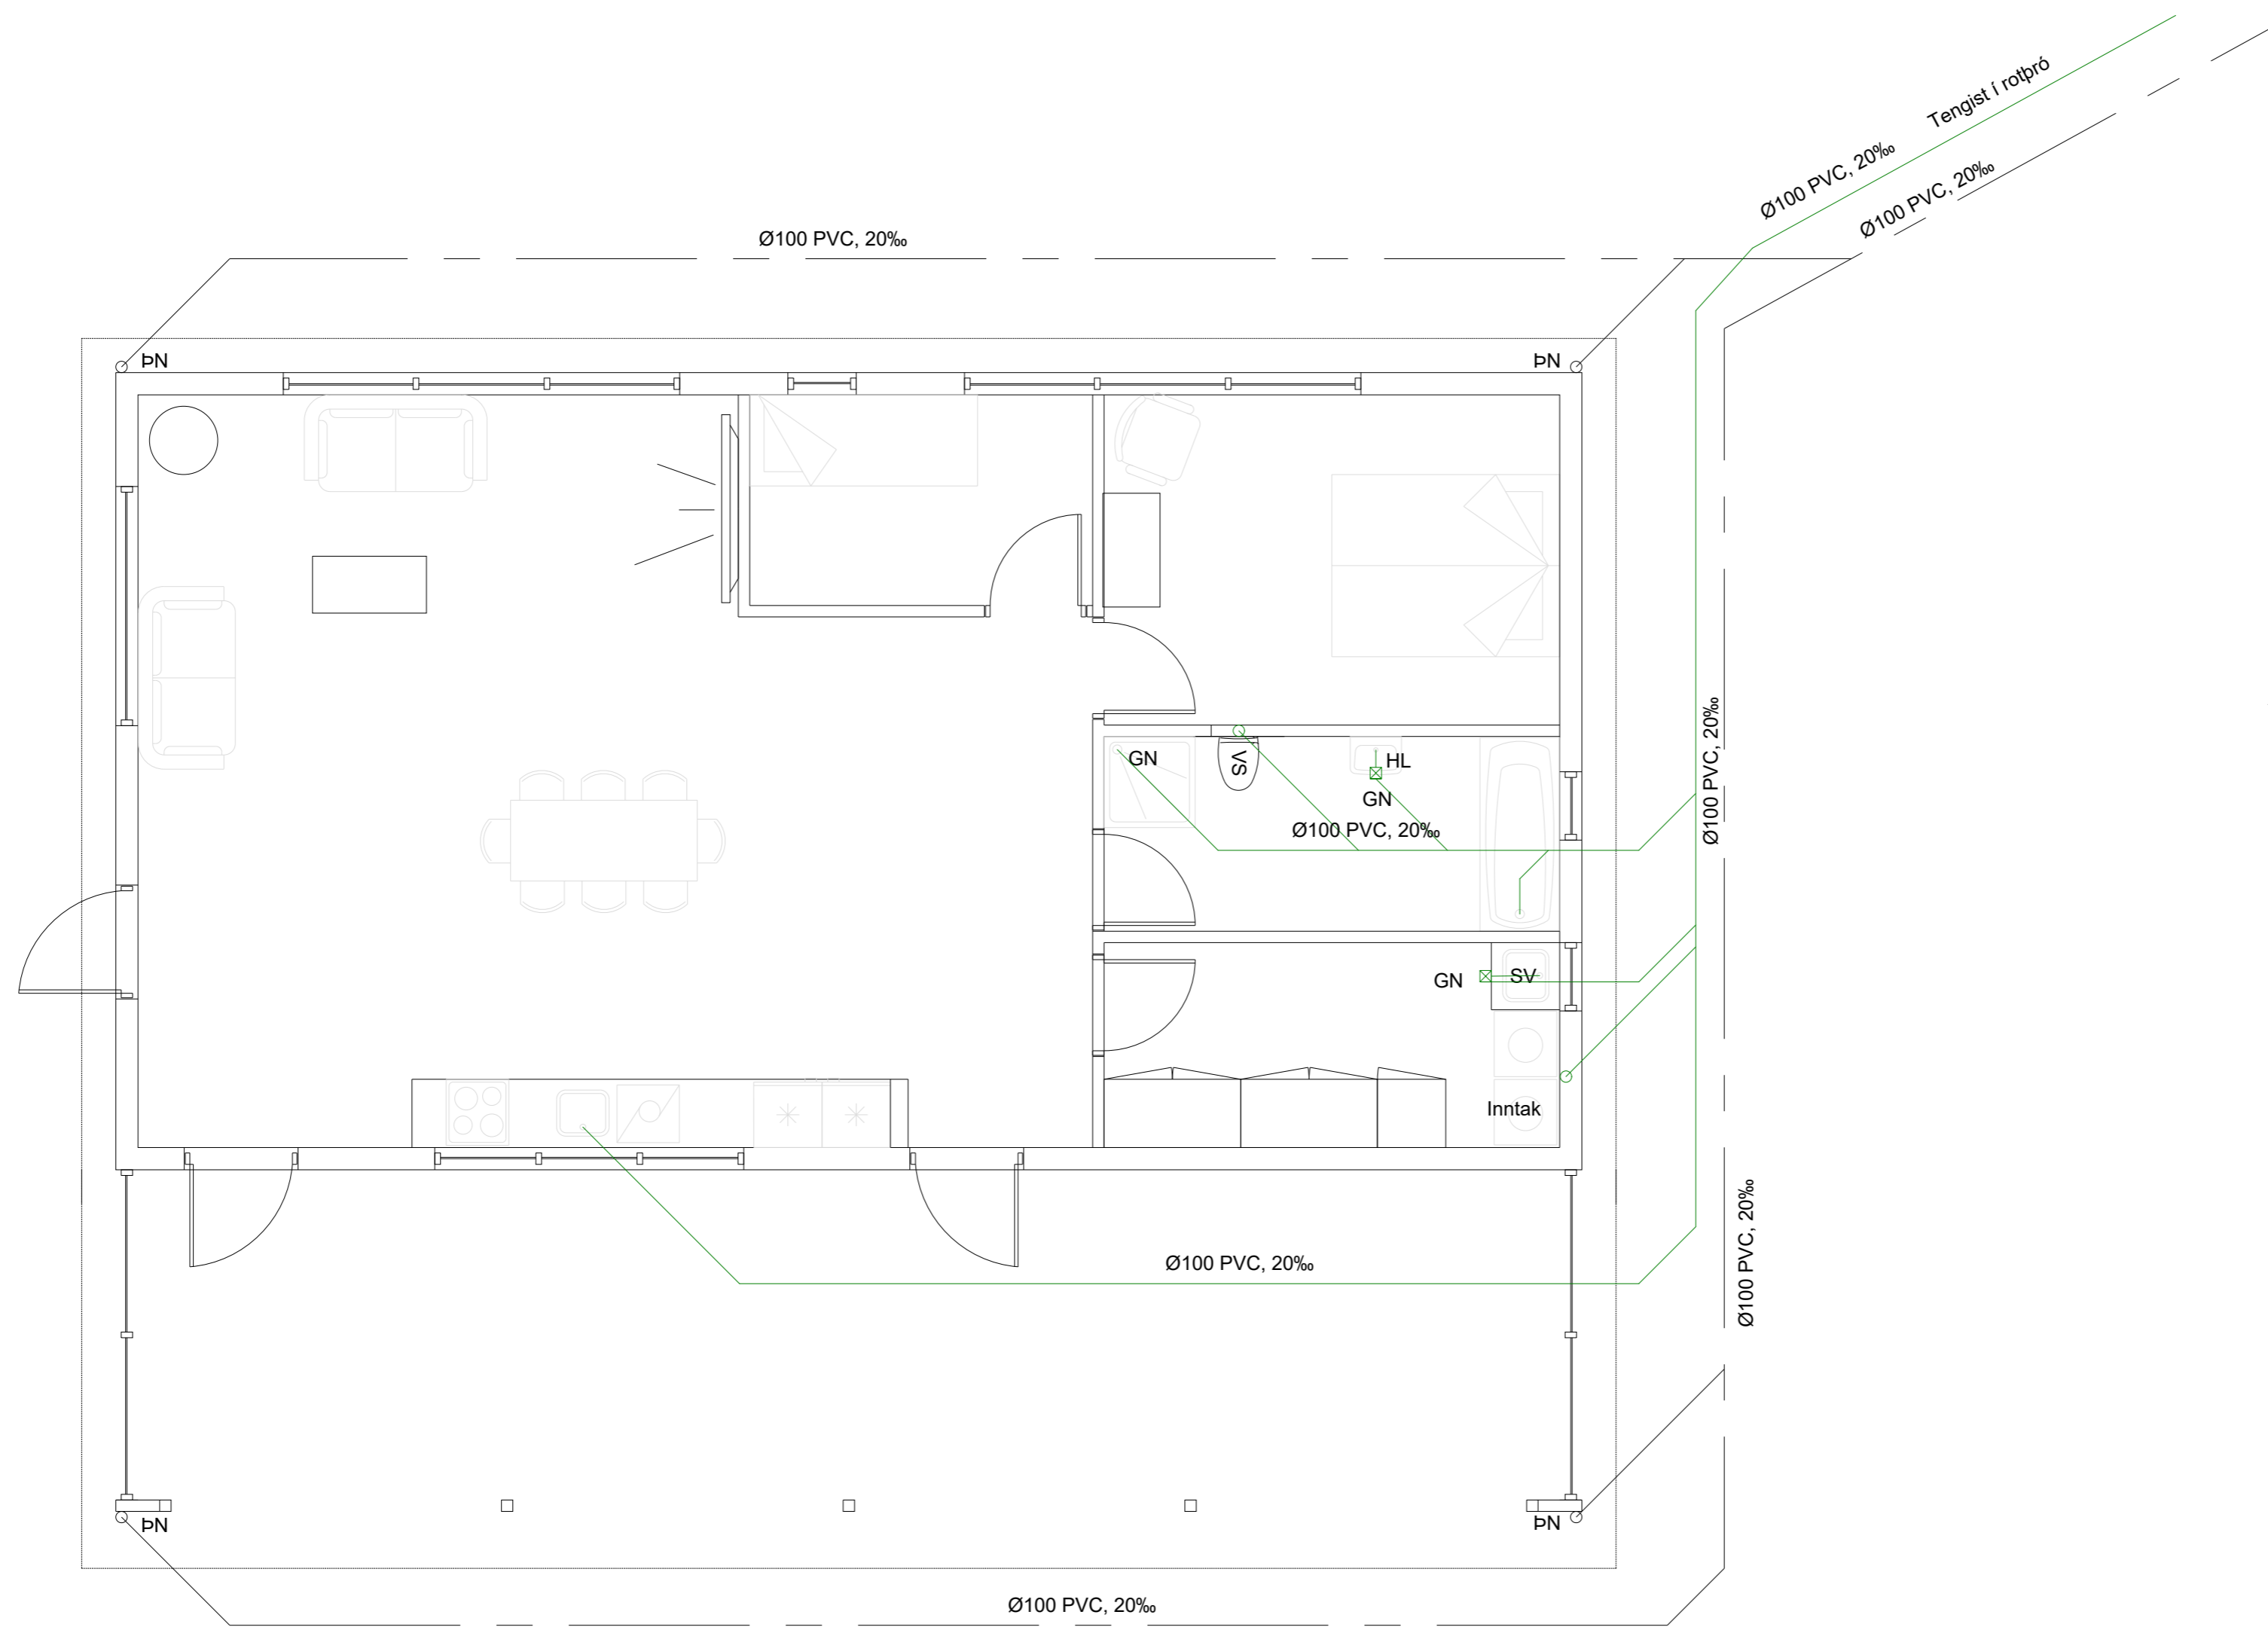 Tengist í rotþró
Ø100 PVC, 20‰
Ø100 PVC, 20‰
Ø100 PVC, 20‰
ÞN
ÞN
GN
VS
HL
GN
Ø100 PVC, 20‰
Ø100 PVC, 20‰
GN
SV
Inntak
Ø100 PVC, 20‰
Ø100 PVC, 20‰
ÞN
ÞN
Ø100 PVC, 20‰